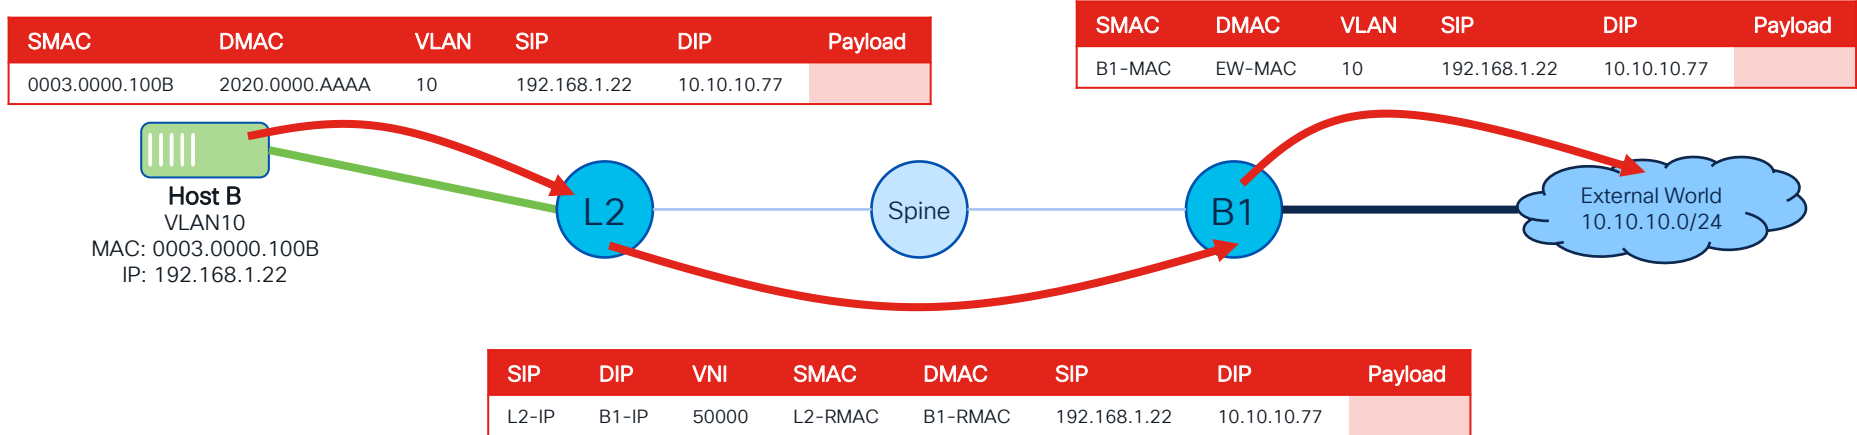 SMAC DMAC VLAN SIP DIP Payload
0003.0000.100B 2020.0000.AAAA 10 192.168.1.22 10.10.10.77
SMAC DMAC VLAN SIP DIP Payload
B1-MAC EW-MAC 10 192.168.1.22 10.10.10.77
Host B
VLAN10
MAC: 0003.0000.100B
IP: 192.168.1.22
L2
Spine
B1
External World
10.10.10.0/24
SIP DIP VNI SMAC DMAC SIP DIP Payload
L2-IP B1-IP 50000 L2-RMAC B1-RMAC 192.168.1.22 10.10.10.77